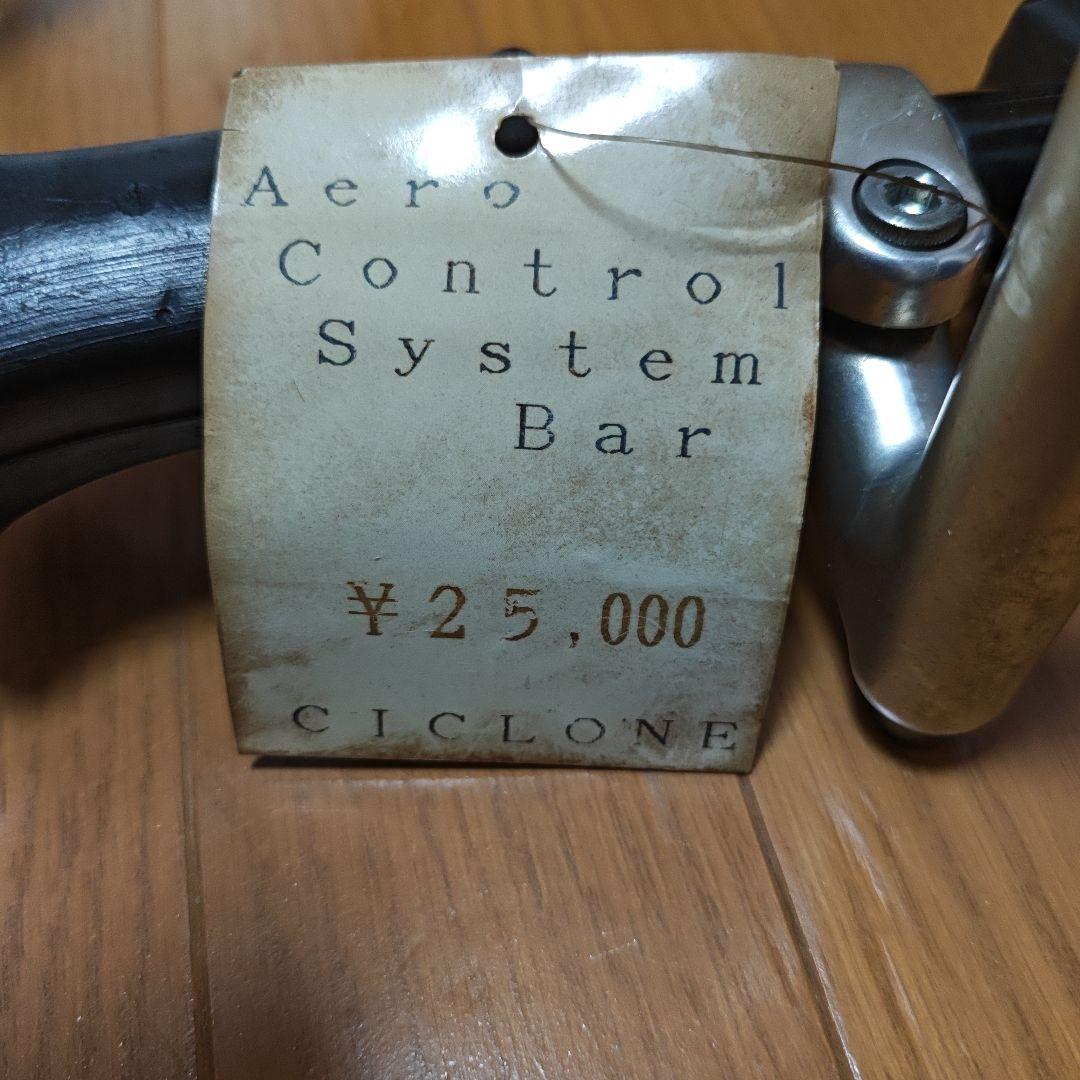 Aero
Control
System
Bar
¥25,000
CICLONE